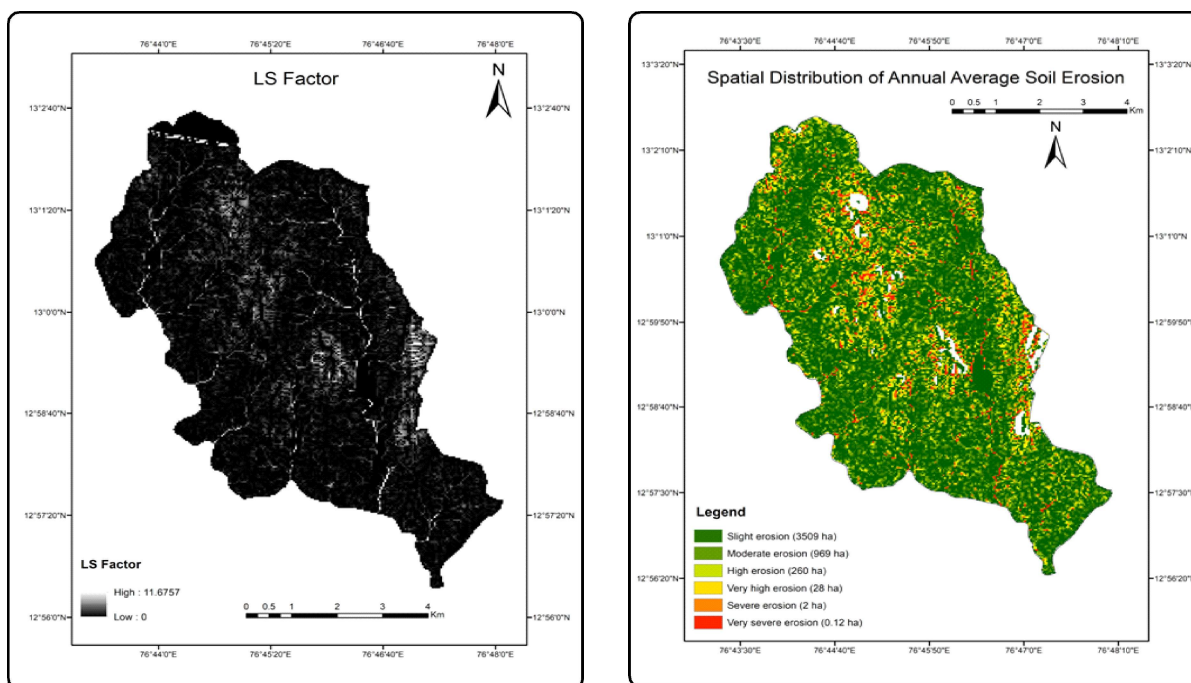 76°44'0"E 76°45'20"E 76°46'40"E 76°48'0"E
LS Factor
N
13°2'40"N 13°2'40"N
13°1'20"N 13°1'20"N
13°0'0"N 13°0'0"N
12°58'40"N 12°58'40"N
12°57'20"N 12°57'20"N
12°56'0"N 12°56'0"N
LS Factor
High : 11.6757
Low : 0
0 0.5 1 2 3 4
Km
76°44'0"E 76°45'20"E 76°46'40"E 76°48'0"E
76°43'30"E 76°44'40"E 76°45'50"E 76°47'0"E 76°48'10"E
13°3'20"N 13°3'20"N
Spatial Distribution of Annual Average Soil Erosion
0 0.5 1 2 3 4
Km
N
13°2'10"N 13°2'10"N
13°1'0"N 13°1'0"N
12°59'50"N 12°59'50"N
12°58'40"N 12°58'40"N
12°57'30"N 12°57'30"N
12°56'20"N 12°56'20"N
Legend
Slight erosion (3509 ha)
Moderate erosion (969 ha)
High erosion (260 ha)
Very high erosion (28 ha)
Severe erosion (2 ha)
Very severe erosion (0.12 ha)
76°43'30"E 76°44'40"E 76°45'50"E 76°47'0"E 76°48'10"E